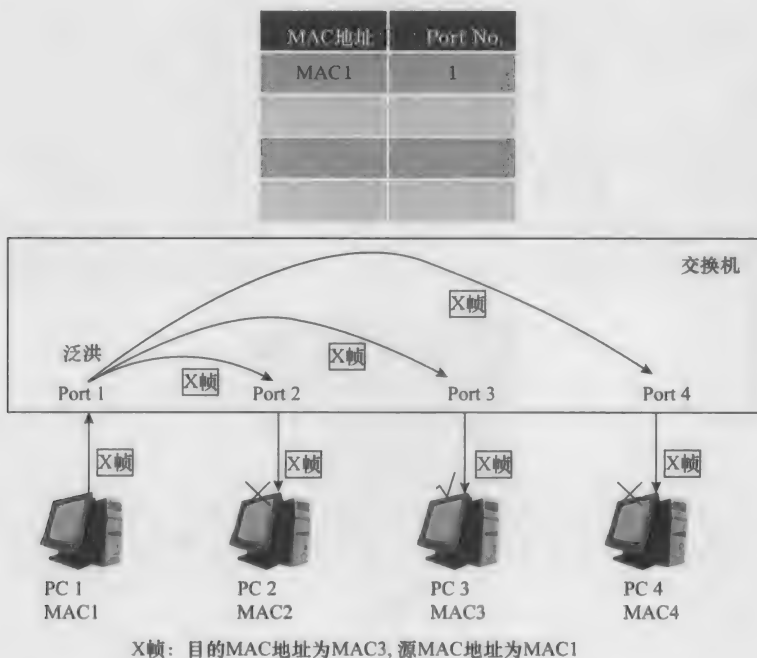 MAC地址 Port No.
MAC1 1
交换机
X帧
泛洪 X帧
X帧
Port 1 Port 2 Port 3 Port 4
X帧 X帧 X帧 X帧
PC 1 PC 2 PC 3 PC 4
MAC1 MAC2 MAC3 MAC4
X帧：目的MAC地址为MAC3, 源MAC地址为MAC1